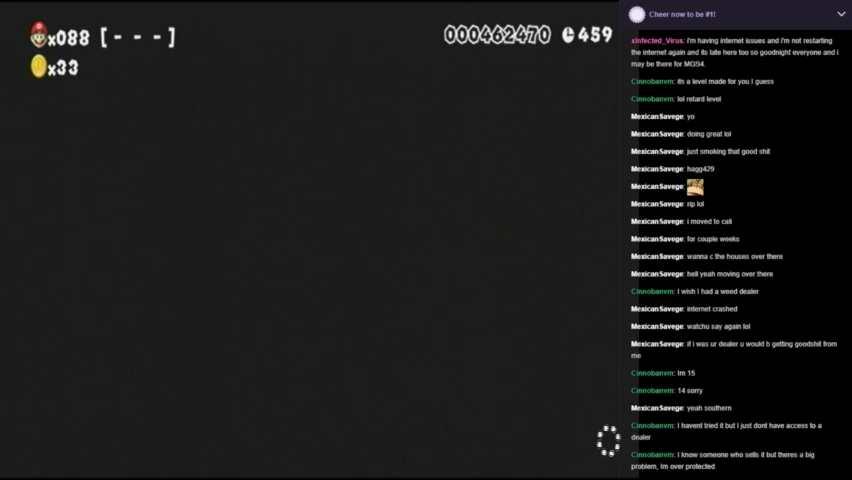 x088 [ - - - ]
000462470 459
x33
Cheer now to be #1!
xInfected_Virus: i'm having internet issues and i'm not restarting
the internet again and its late here too so goodnight everyone and i
may be there for MG94.
Cinnobanvm: its a level made for you I guess
Cinnobanvm: lol retard level
MexicanSavege: yo
MexicanSavege: doing great lol
MexicanSavege: just smoking that good shit
MexicanSavege: hagg429
MexicanSavege:
MexicanSavege: rip lol
MexicanSavege: i moved to cali
MexicanSavege: for couple weeks
MexicanSavege: wanna c the houses over there
MexicanSavege: hell yeah moving over there
Cinnobanvm: I wish I had a weed dealer
MexicanSavege: internet crashed
MexicanSavege: watchu say again lol
MexicanSavege: if i was ur dealer u would b getting goodshit from
me
Cinnobanvm: Im 15
Cinnobanvm: 14 sorry
MexicanSavege: yeah southern
Cinnobanvm: I havent tried it but I just dont have access to a
dealer
Cinnobanvm: I know someone who sells it but theres a big
problem, Im over protected